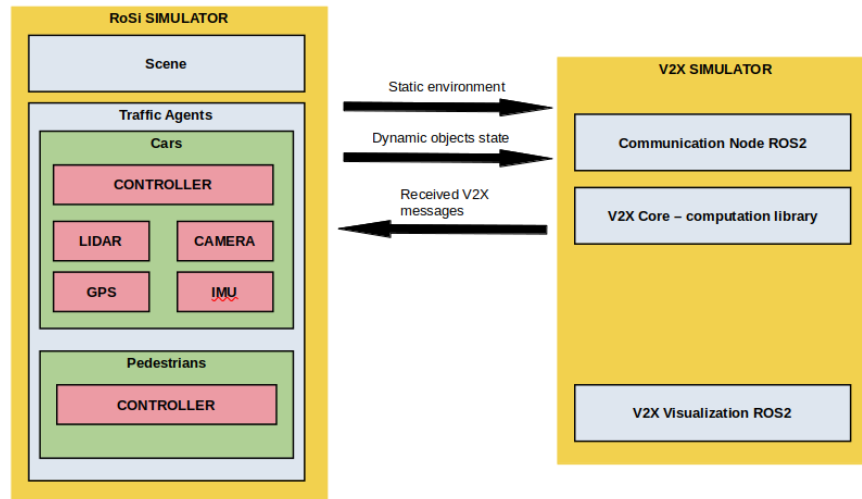 RoSi SIMULATOR
Scene
Traffic Agents
Cars
CONTROLLER
LIDAR
CAMERA
GPS
IMU
Pedestrians
CONTROLLER
Static environment
Dynamic objects state
Received V2X
messages
V2X SIMULATOR
Communication Node ROS2
V2X Core – computation library
V2X Visualization ROS2